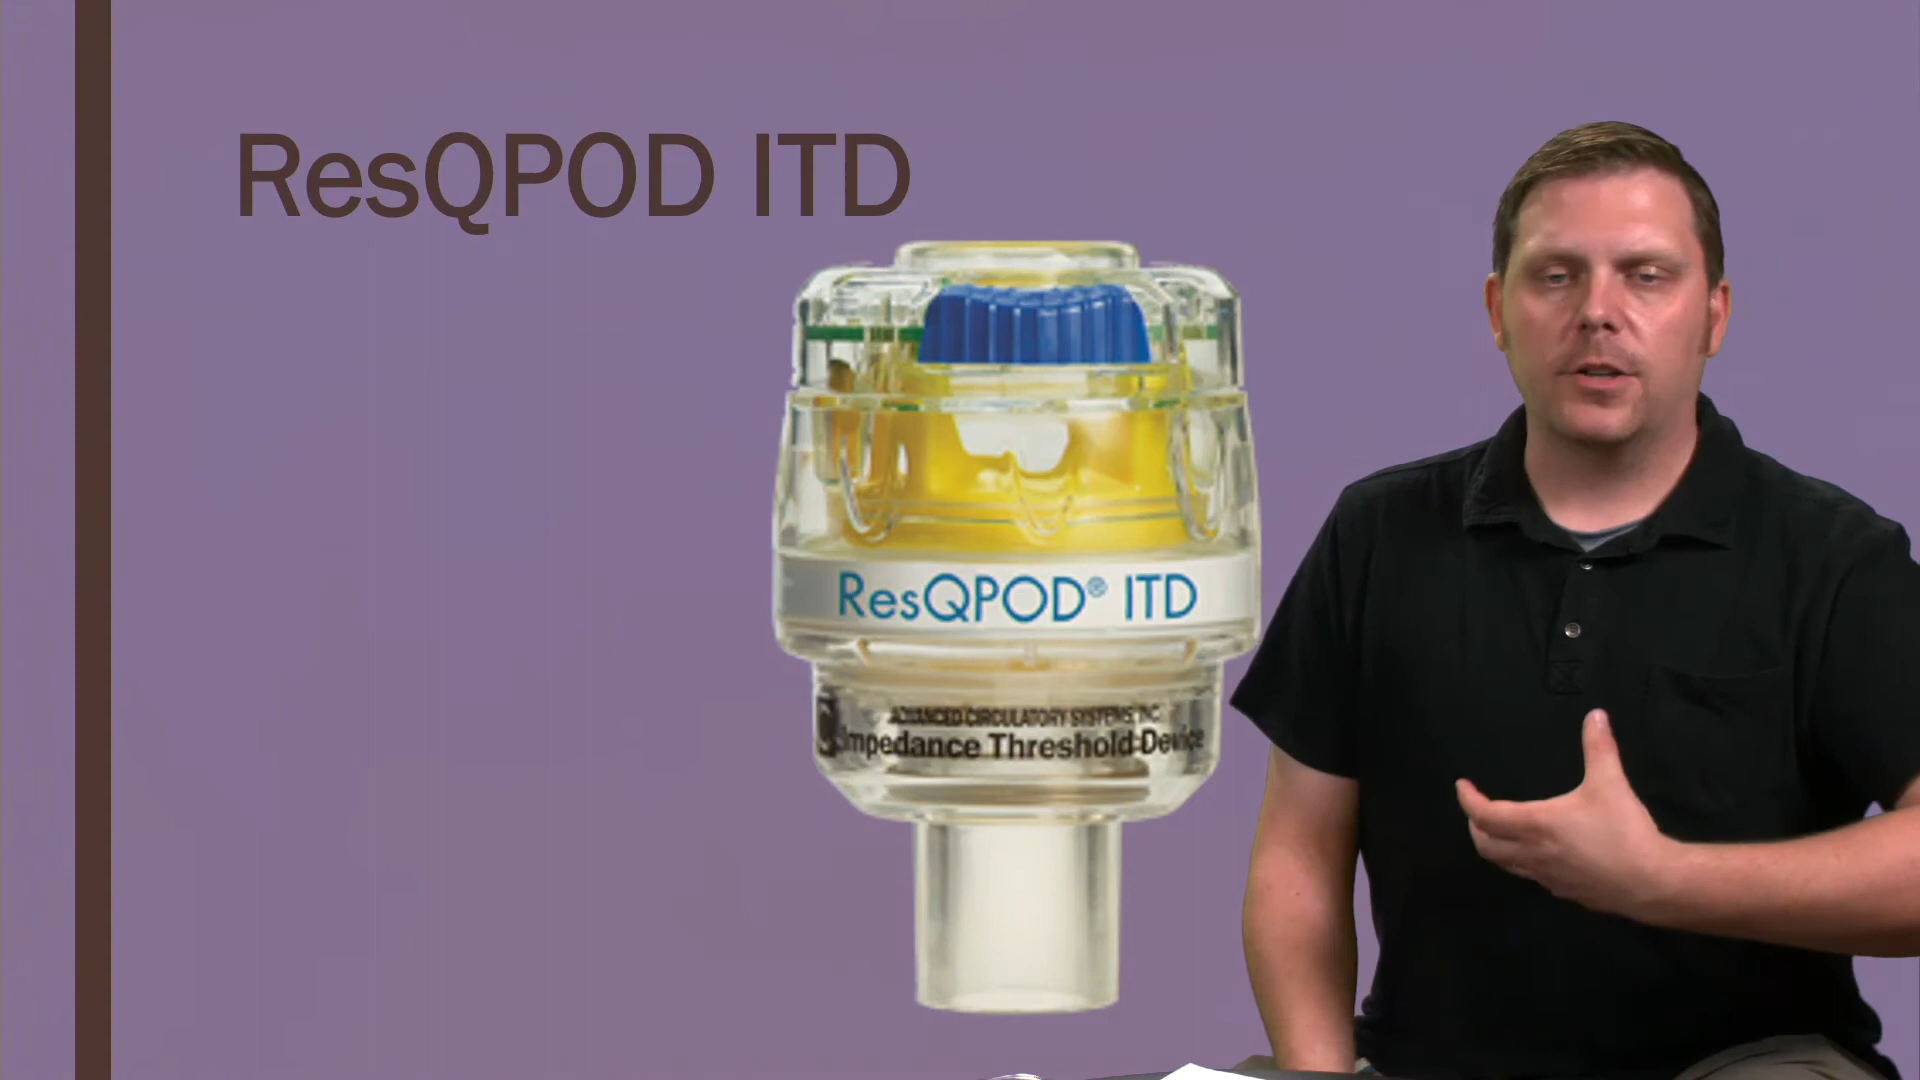 ResQPOD ITD
ResQPOD® ITD
ADVANCED CIRCULATORY SYSTEMS, INC.
Impedance Threshold Device